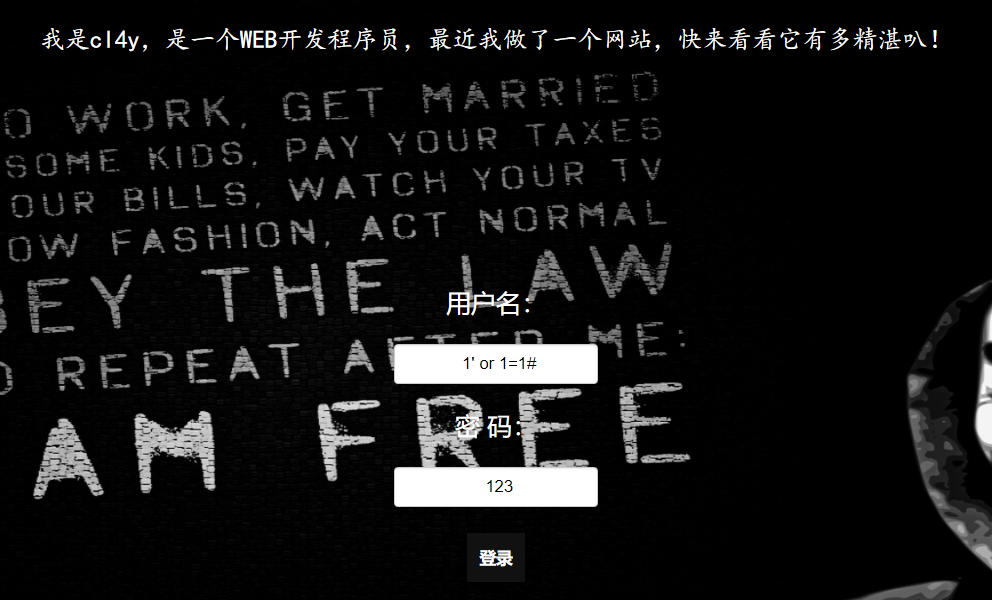 我是cl4y，是一个WEB开发程序员，最近我做了一个网站，快来看看它有多精湛叭！
O WORK, GET MARRIED
SOME KIDS, PAY YOUR TAXES
OUR BILLS, WATCH YOUR TV
OW FASHION, ACT NORMAL
BEY THE LAW
用户名：
D REPEAT AFTER ME:
1' or 1=1#
AM FREE
密 码：
123
登录